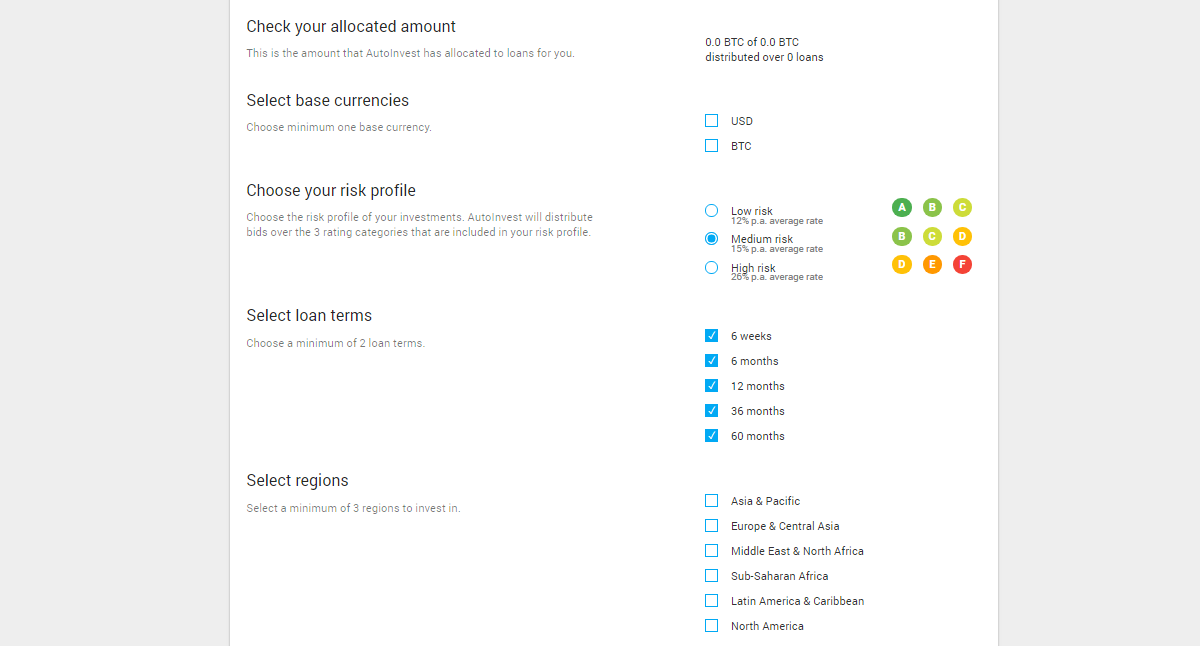 Check your allocated amount
This is the amount that AutoInvest has allocated to loans for you.
0.0 BTC of 0.0 BTC
distributed over 0 loans
Select base currencies
Choose minimum one base currency.
USD
BTC
Choose your risk profile
Choose the risk profile of your investments. AutoInvest will distribute
bids over the 3 rating categories that are included in your risk profile.
Low risk
12% p.a. average rate
A B C
Medium risk
15% p.a. average rate
B C D
High risk
26% p.a. average rate
D E F
Select loan terms
Choose a minimum of 2 loan terms.
6 weeks
6 months
12 months
36 months
60 months
Select regions
Select a minimum of 3 regions to invest in.
Asia & Pacific
Europe & Central Asia
Middle East & North Africa
Sub-Saharan Africa
Latin America & Caribbean
North America